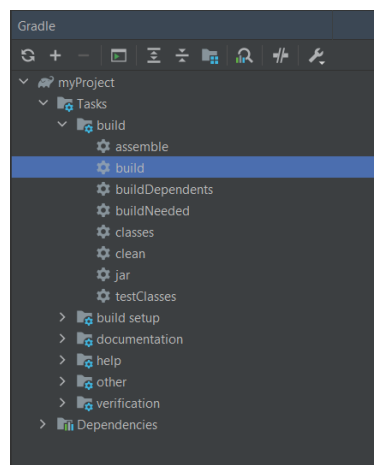 Gradle
myProject
Tasks
build
assemble
build
buildDependents
buildNeeded
classes
clean
jar
testClasses
build setup
documentation
help
other
verification
Dependencies